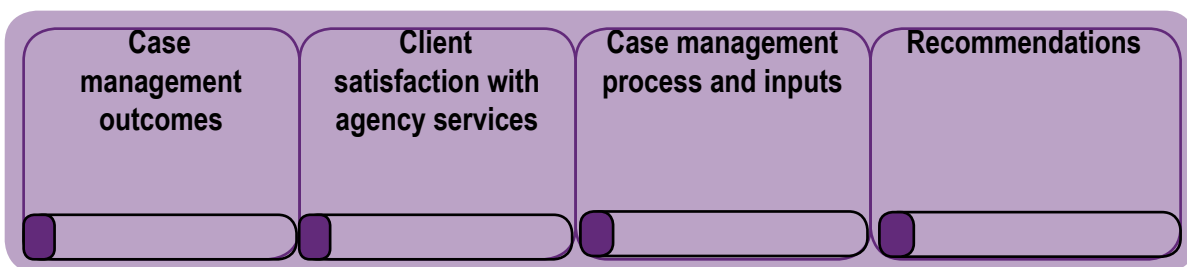 Case
management
outcomes
Client
satisfaction with
agency services
Case management
process and inputs
Recommendations